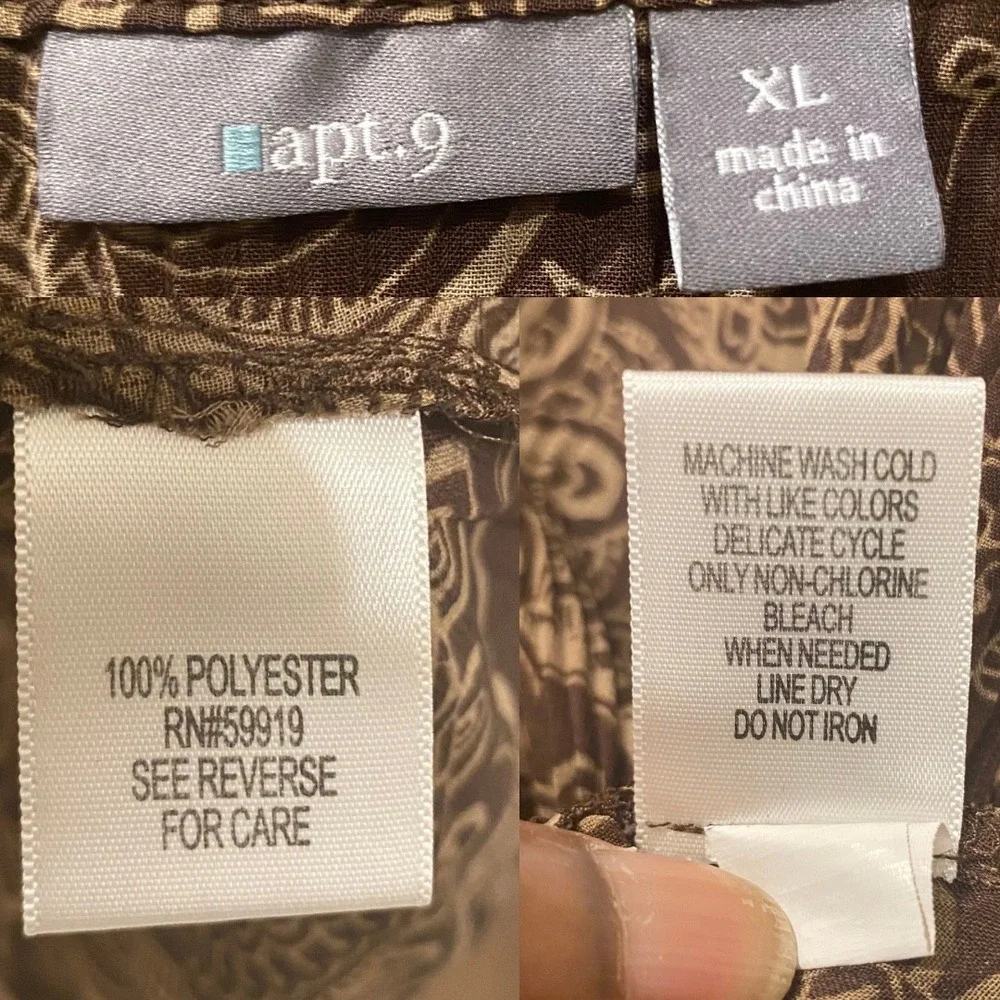 apt.9
XL
made in
china
100% POLYESTER
RN#59919
SEE REVERSE
FOR CARE
MACHINE WASH COLD
WITH LIKE COLORS
DELICATE CYCLE
ONLY NON-CHLORINE
BLEACH
WHEN NEEDED
LINE DRY
DO NOT IRON